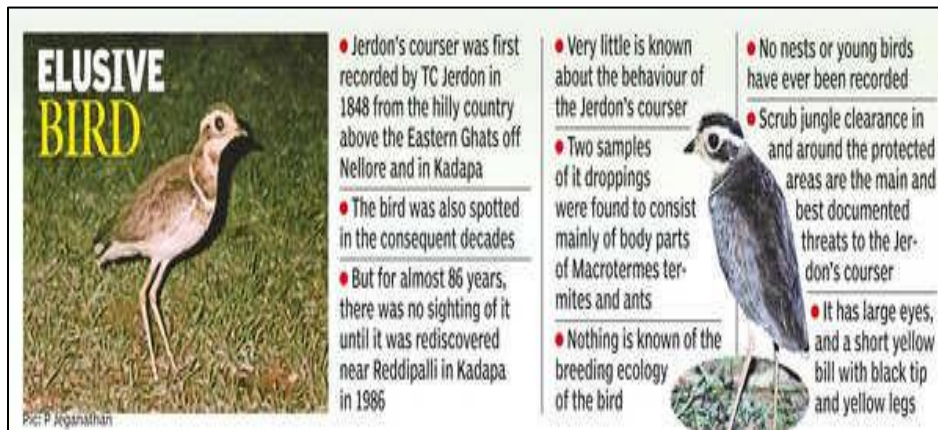 ELUSIVE
BIRD
Pic: P Jeganathan
● Jerdon's courser was first
recorded by TC Jerdon in
1848 from the hilly country
above the Eastern Ghats off
Nellore and in Kadapa
● The bird was also spotted
in the consequent decades
● But for almost 86 years,
there was no sighting of it
until it was rediscovered
near Reddipalli in Kadapa
in 1986
● Very little is known
about the behaviour of
the Jerdon's courser
● Two samples
of it droppings
were found to consist
mainly of body parts
of Macrotermes ter-
mites and ants
● Nothing is known of the
breeding ecology
of the bird
● No nests or young birds
have ever been recorded
● Scrub jungle clearance in
and around the protected
areas are the main and
best documented
threats to the Jer-
don's courser
● It has large eyes,
and a short yellow
bill with black tip
and yellow legs